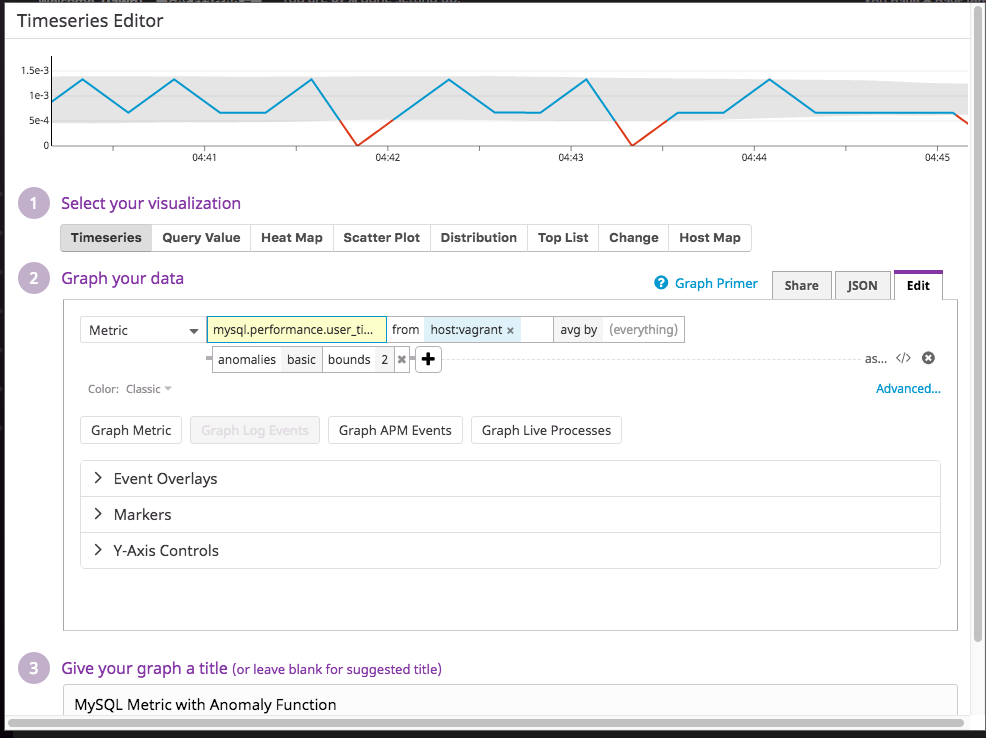 Timeseries Editor
1.5e-3
1e-3
5e-4
0
04:41 04:42 04:43 04:44 04:45
1 Select your visualization
Timeseries Query Value Heat Map Scatter Plot Distribution Top List Change Host Map
2 Graph your data
? Graph Primer Share JSON Edit
Metric mysql.performance.user_ti... from host:vagrant × avg by (everything)
anomalies basic bounds 2 × + as... </> ×
Color: Classic Advanced...
Graph Metric Graph Log Events Graph APM Events Graph Live Processes
Event Overlays
Markers
Y-Axis Controls
3 Give your graph a title (or leave blank for suggested title)
MySQL Metric with Anomaly Function